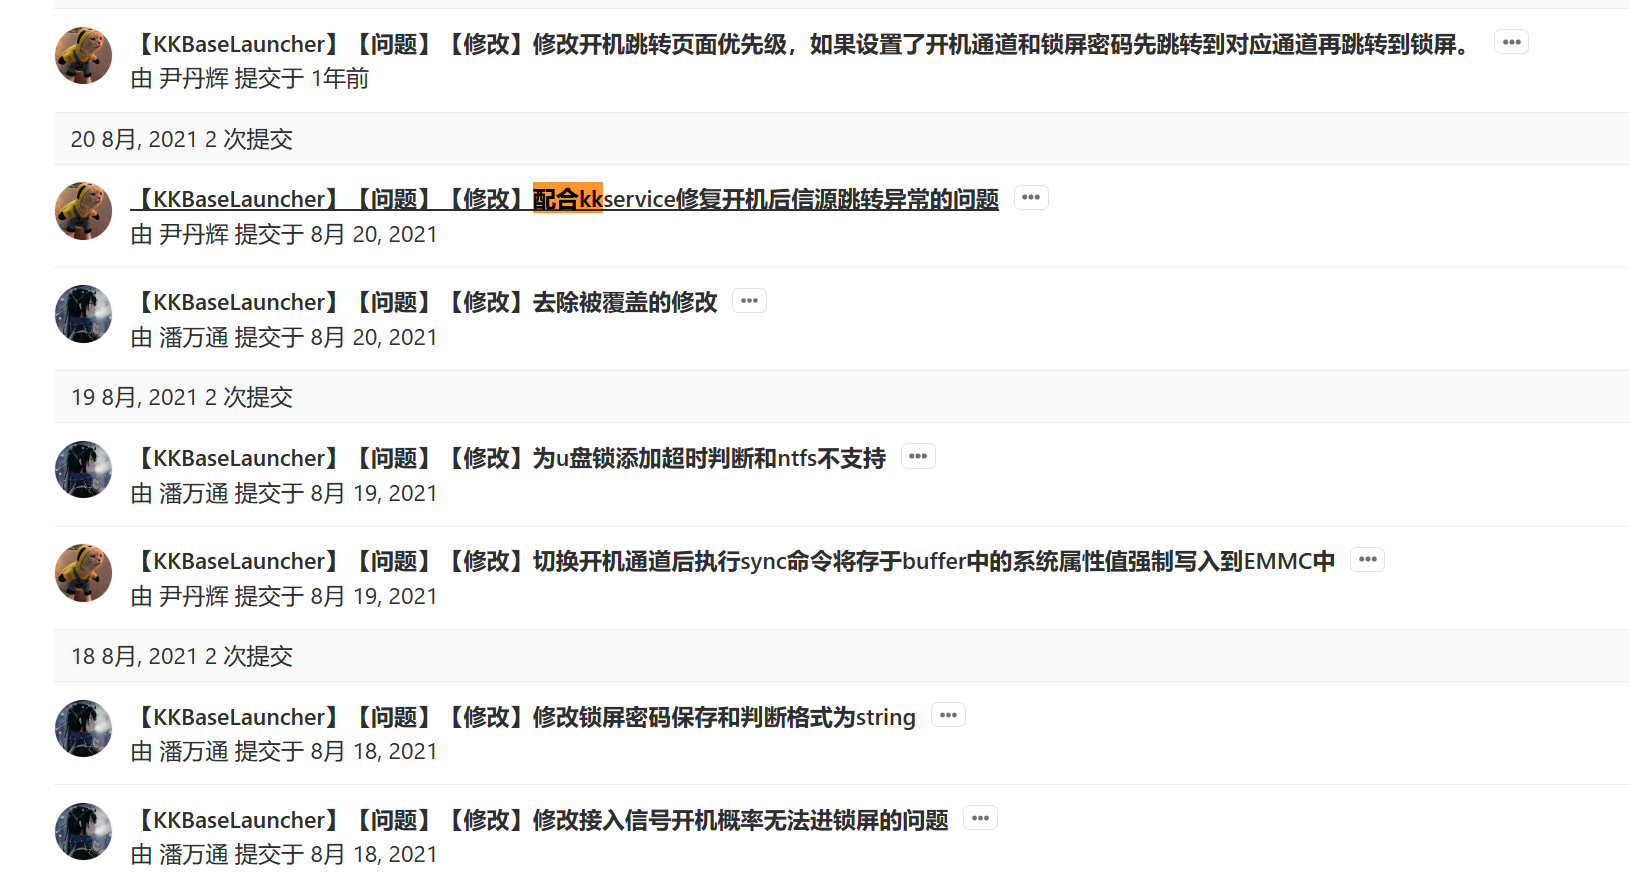 【KKBaseLauncher】【问题】【修改】修改开机跳转页面优先级，如果设置了开机通道和锁屏密码先跳转到对应通道再跳转到锁屏。
由 尹丹辉 提交于 1年前
20 8月, 2021 2 次提交
【KKBaseLauncher】【问题】【修改】配合kkservice修复开机后信源跳转异常的问题
由 尹丹辉 提交于 8月 20, 2021
【KKBaseLauncher】【问题】【修改】去除被覆盖的修改
由 潘万通 提交于 8月 20, 2021
19 8月, 2021 2 次提交
【KKBaseLauncher】【问题】【修改】为u盘锁添加超时判断和ntfs不支持
由 潘万通 提交于 8月 19, 2021
【KKBaseLauncher】【问题】【修改】切换开机通道后执行sync命令将存于buffer中的系统属性值强制写入到EMMC中
由 尹丹辉 提交于 8月 19, 2021
18 8月, 2021 2 次提交
【KKBaseLauncher】【问题】【修改】修改锁屏密码保存和判断格式为string
由 潘万通 提交于 8月 18, 2021
【KKBaseLauncher】【问题】【修改】修改接入信号开机概率无法进锁屏的问题
由 潘万通 提交于 8月 18, 2021